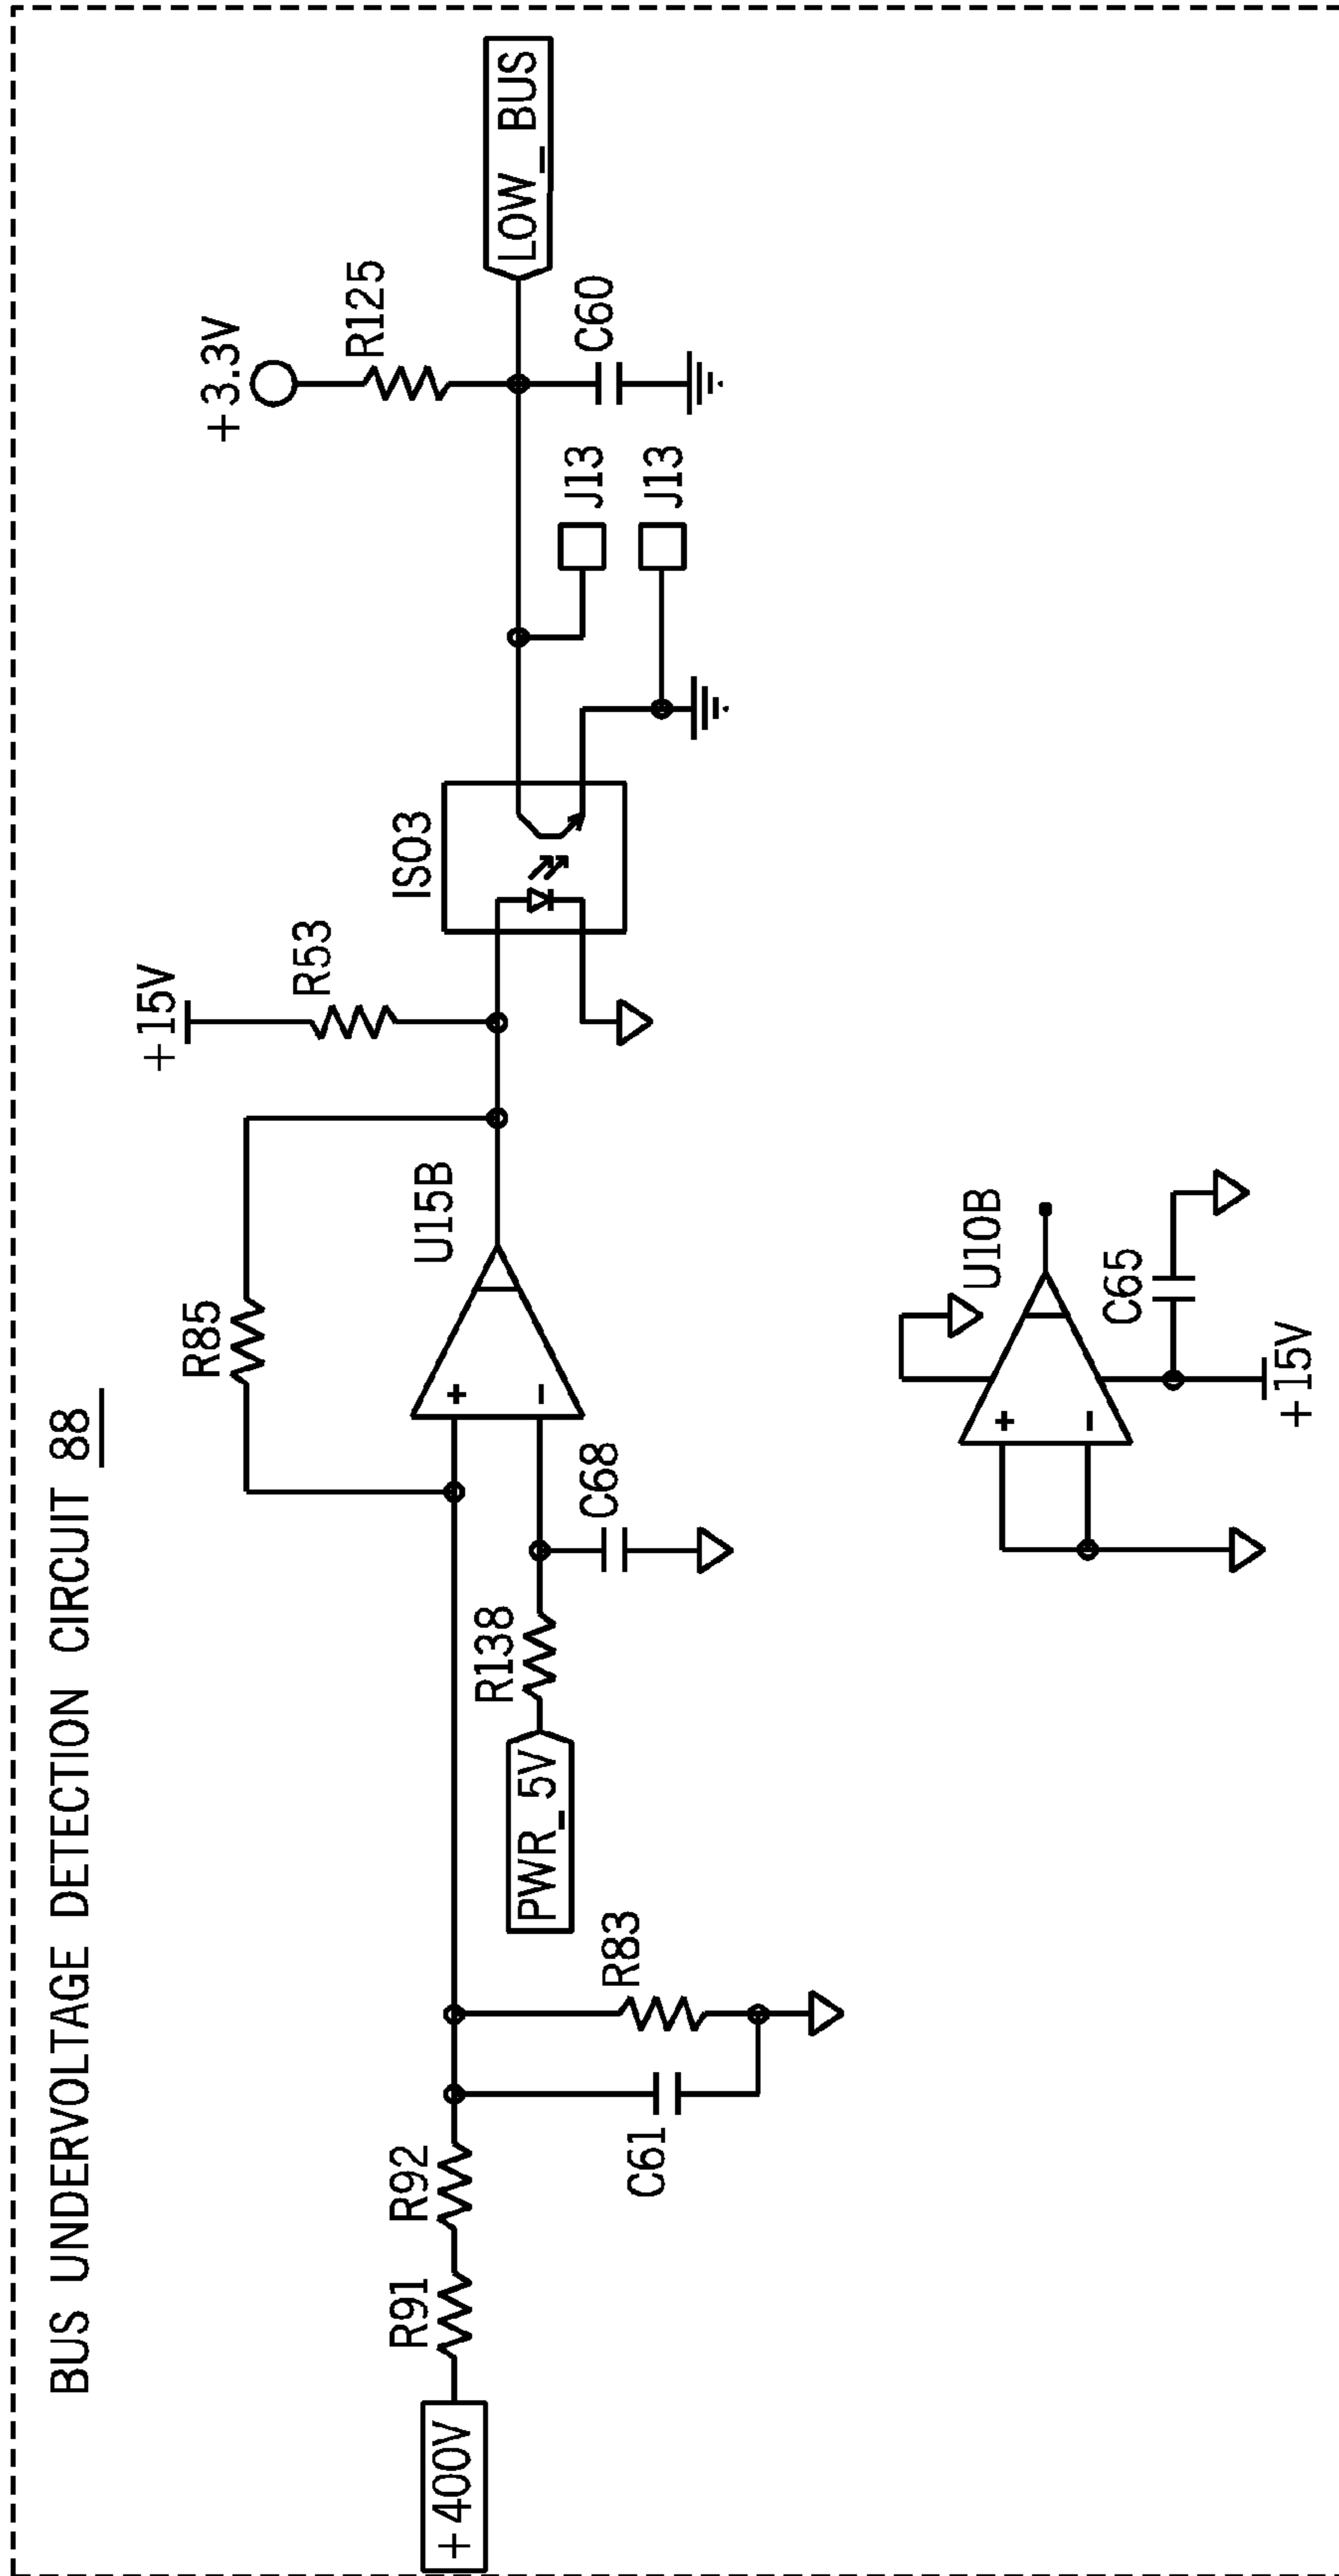 BUS UNDERVOLTAGE DETECTION CIRCUIT 88
+400V
R91
R92
C61
R83
PWR_5V
R138
C68
R85
+
-
U15B
+15V
R53
ISO3
J13
J13
+3.3V
R125
C60
LOW_BUS
+
-
U10B
C65
+15V